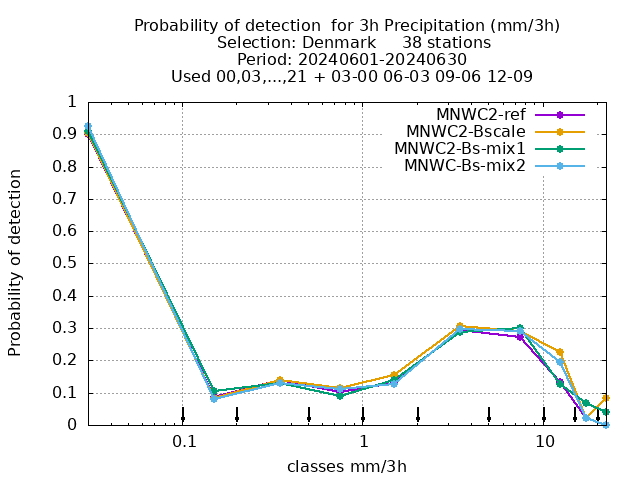 Probability of detection  for 3h Precipitation (mm/3h)
Selection: Denmark     38 stations
Period: 20240601-20240630
Used 00,03,...,21 + 03-00 06-03 09-06 12-09
MNWC2-ref
MNWC2-Bscale
MNWC2-Bs-mix1
MNWC-Bs-mix2
Probability of detection
1
0.9
0.8
0.7
0.6
0.5
0.4
0.3
0.2
0.1
0
0.1 1 10
classes mm/3h